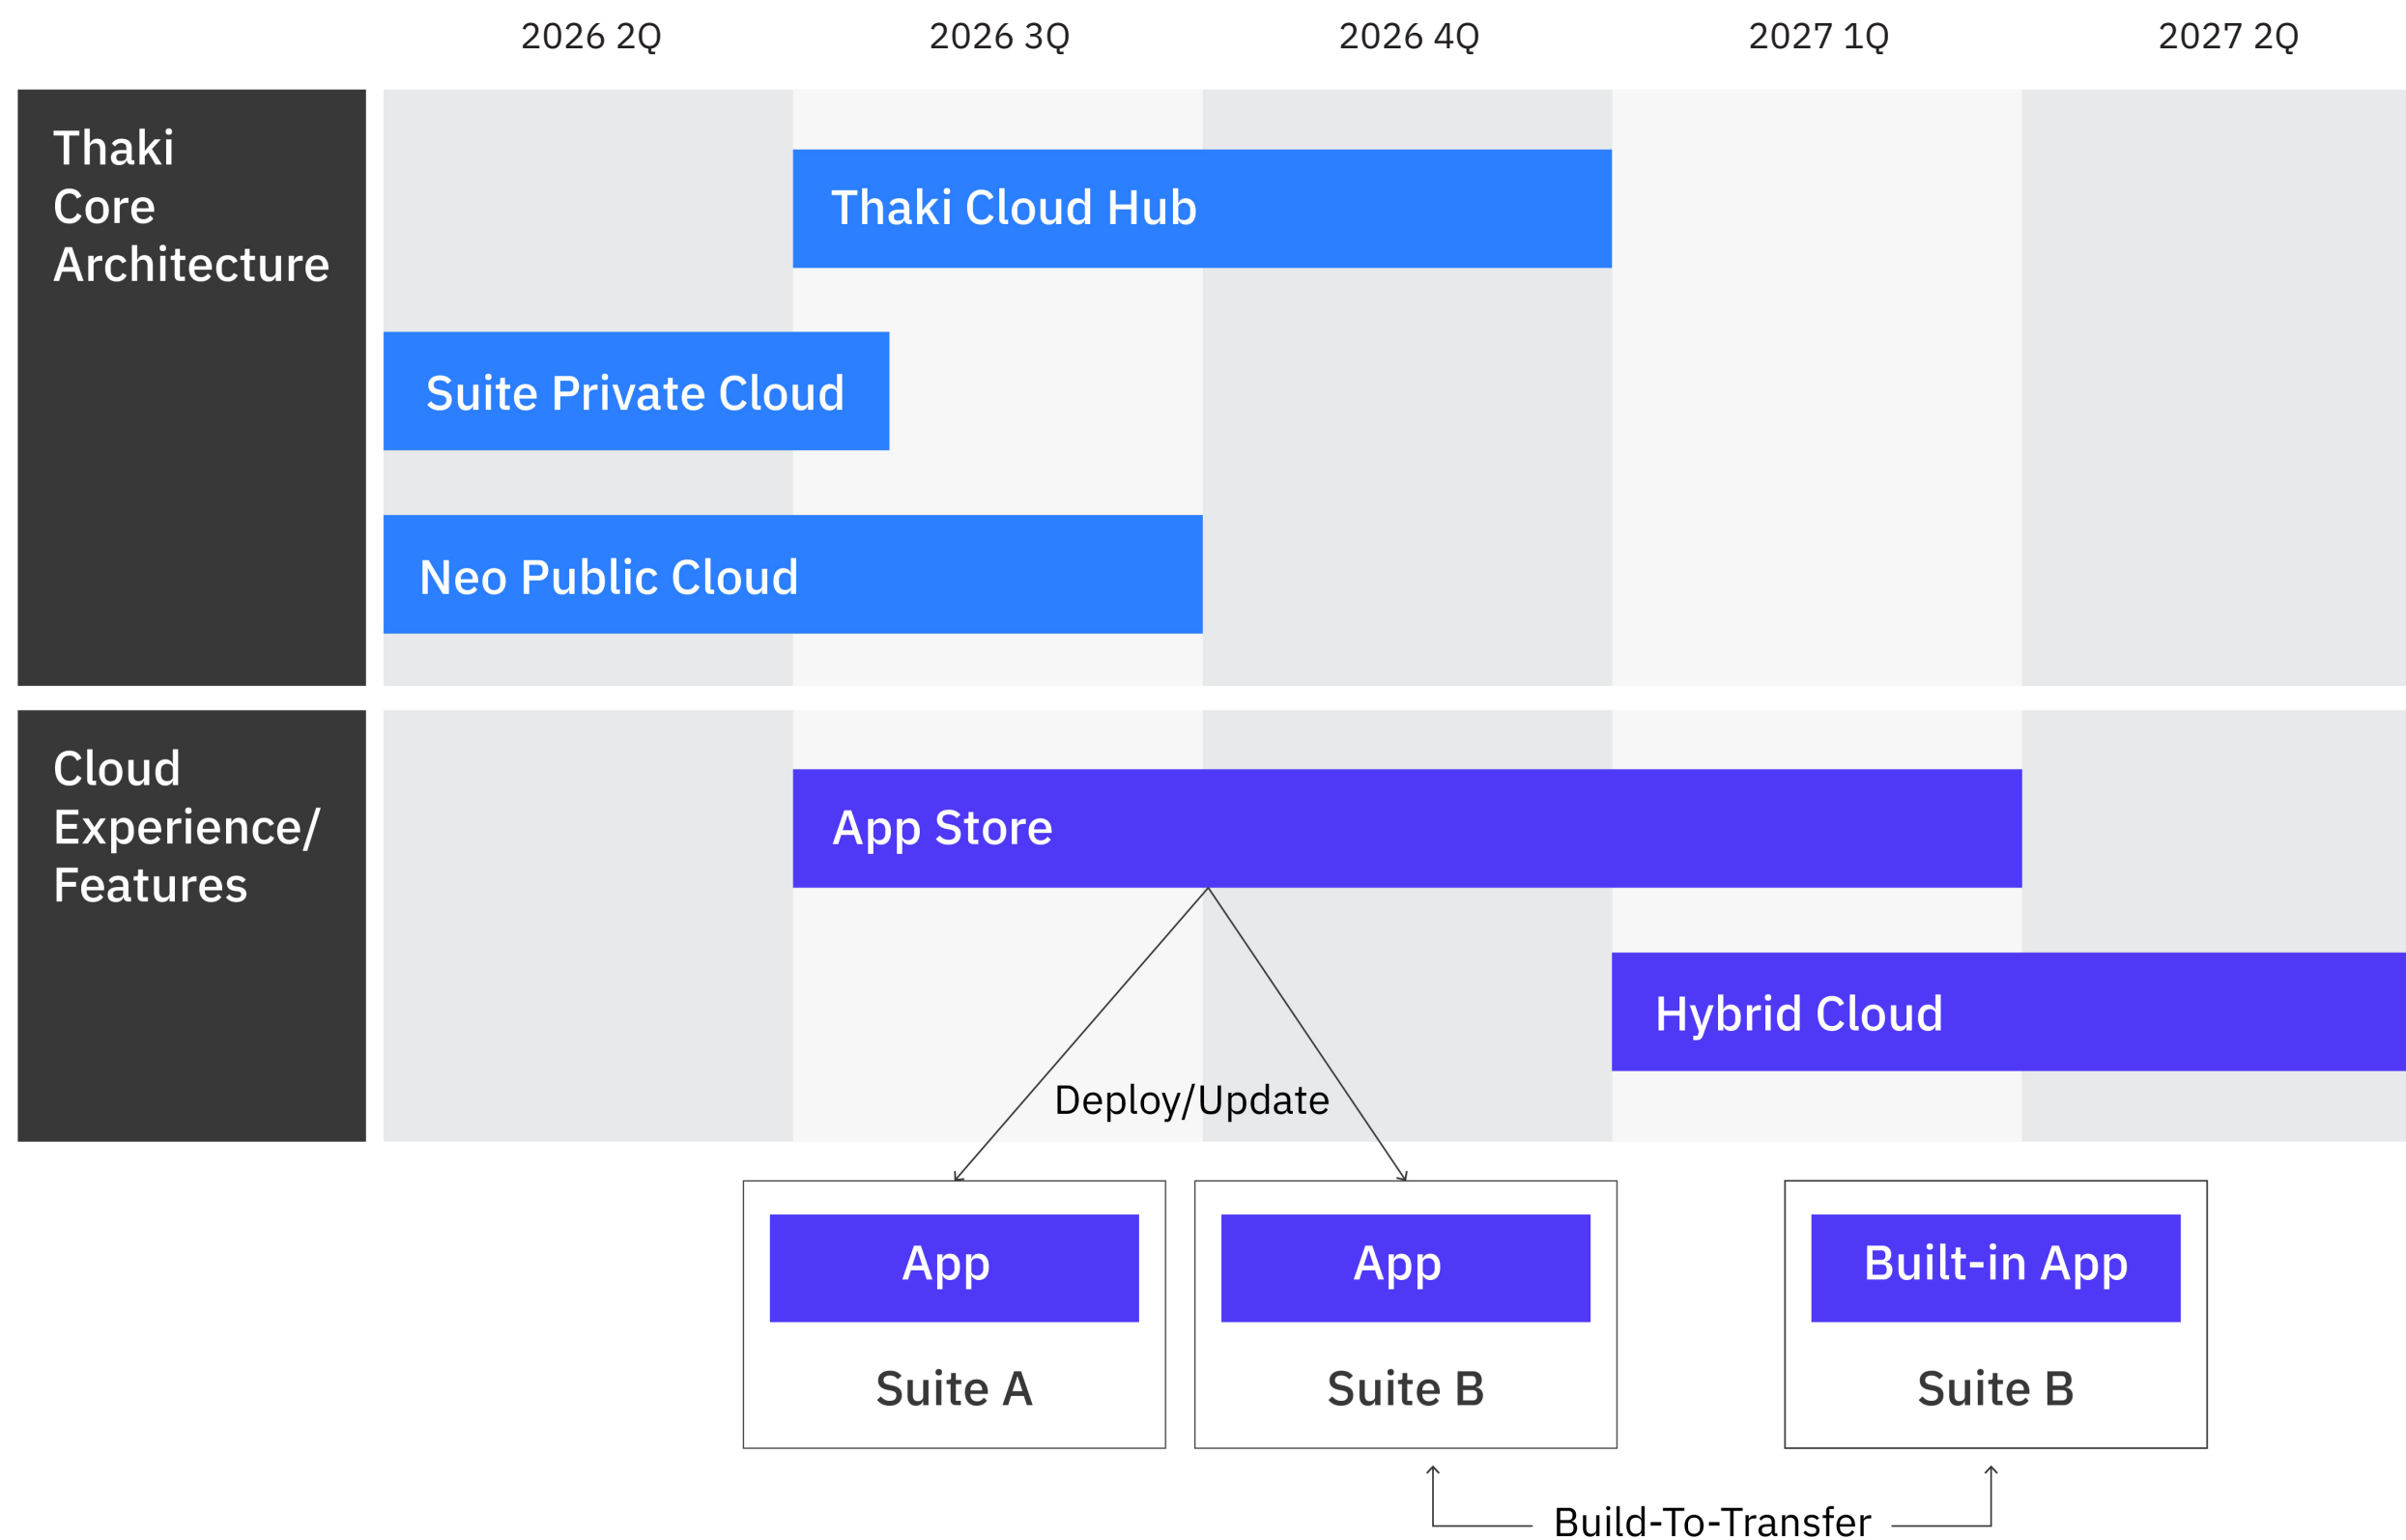 2026 2Q
2026 3Q
2026 4Q
2027 1Q
2027 2Q
Thaki
Core
Architecture
Thaki Cloud Hub
Suite Private Cloud
Neo Public Cloud
Cloud
Experience/
Features
App Store
Hybrid Cloud
Deploy/Update
App
Suite A
App
Suite B
Built-in App
Suite B
Build-To-Transfer